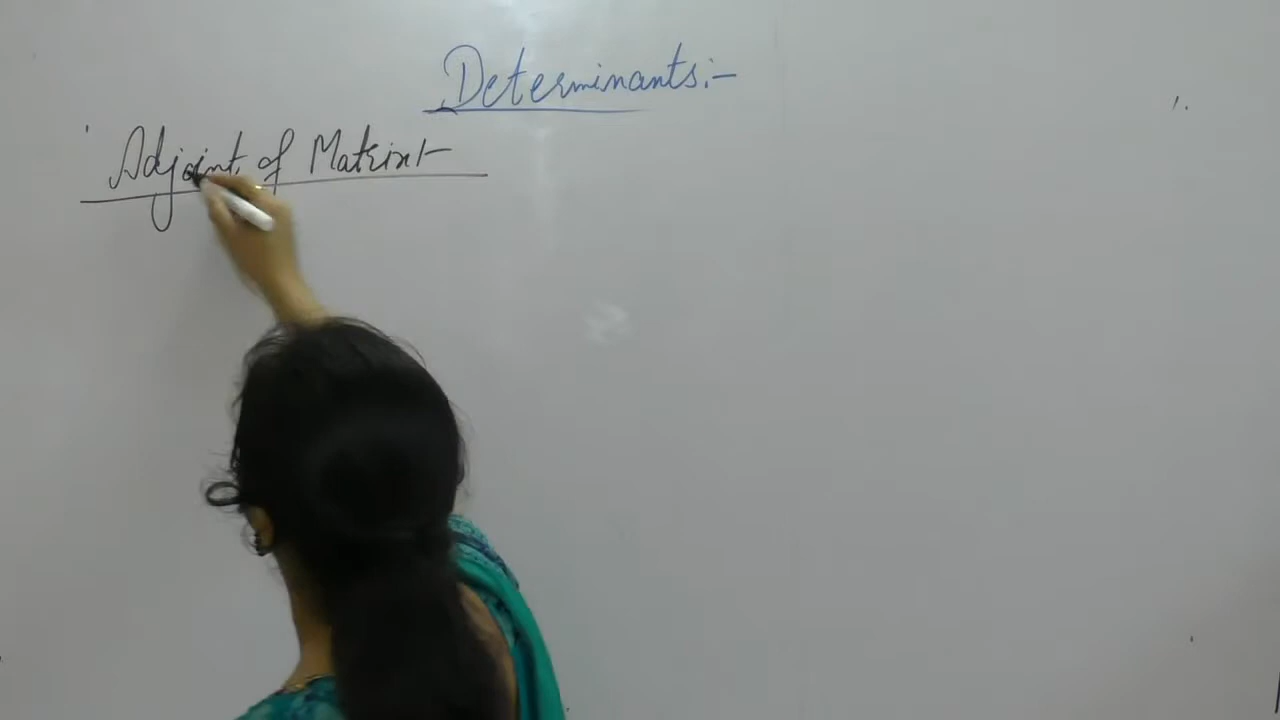 Determinants:-
Adjoint of Matrix:-